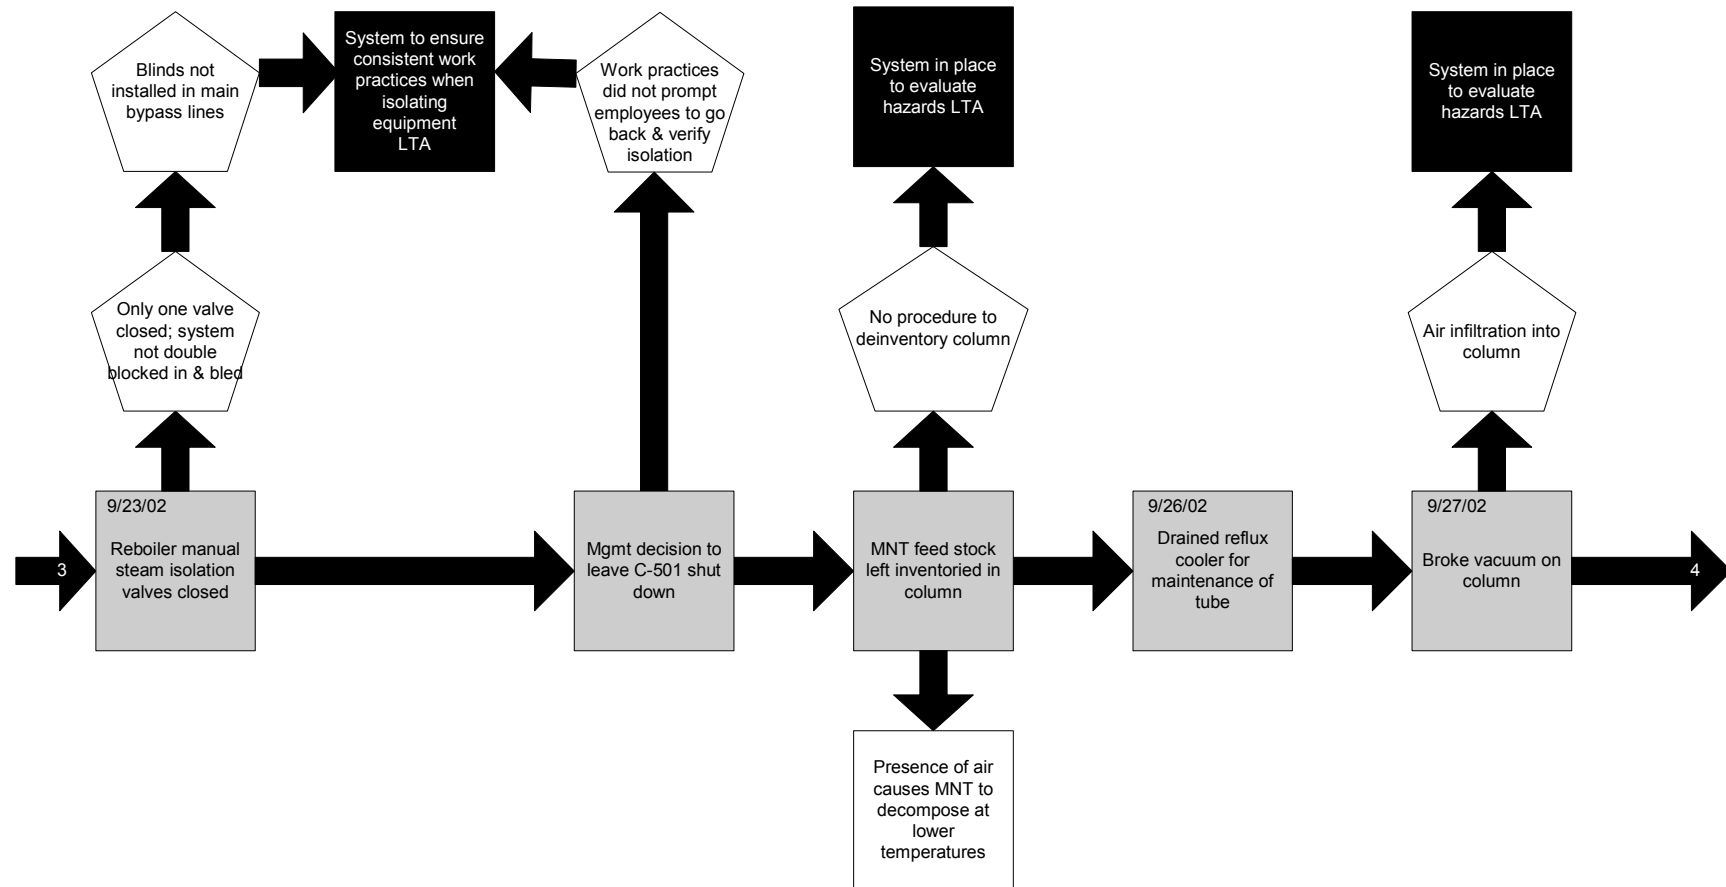 Blinds not
installed in main
bypass lines
System to ensure
consistent work
practices when
isolating
equipment
LTA
Work practices
did not prompt
employees to go
back & verify
isolation
System in place
to evaluate
hazards LTA
System in place
to evaluate
hazards LTA
Only one valve
closed; system
not double
blocked in & bled
No procedure to
deinventory column
Air infiltration into
column
3
9/23/02
Reboiler manual
steam isolation
valves closed
Mgmt decision to
leave C-501 shut
down
MNT feed stock
left inventoried in
column
9/26/02
Drained reflux
cooler for
maintenance of
tube
9/27/02
Broke vacuum on
column
4
Presence of air
causes MNT to
decompose at
lower
temperatures